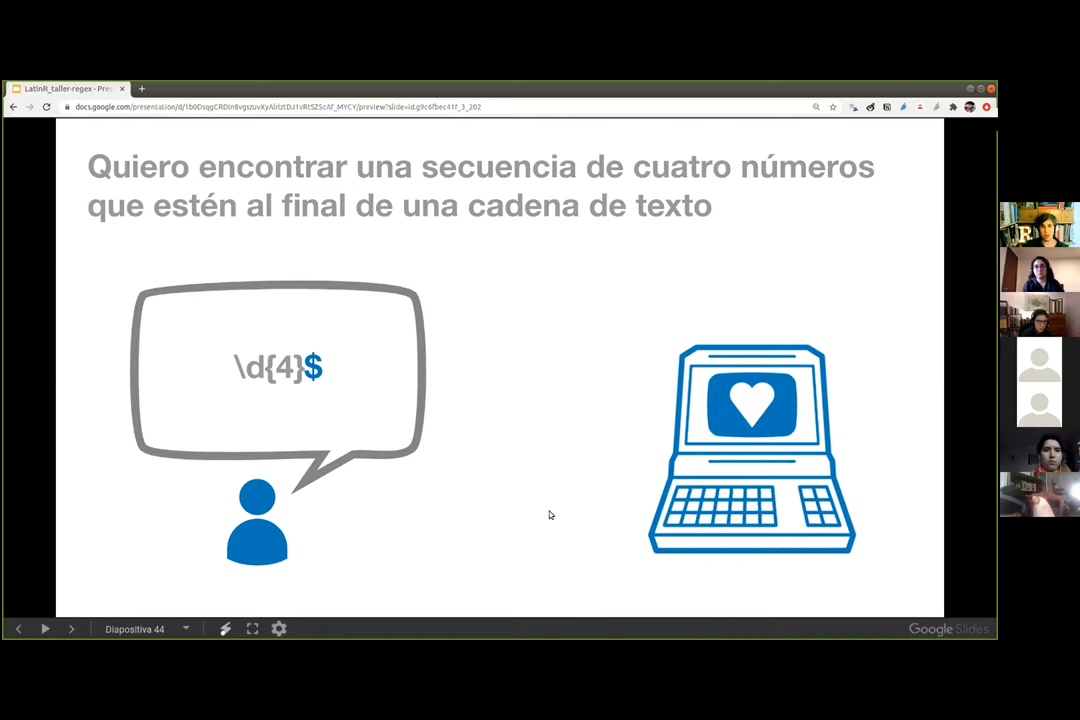 LatinR_taller-regex - Pres
docs.google.com/presentation/d/1b0DsqgCRDln8vgszuvXyAlrlztDJ1vRtSZ5cAf_MYCY/preview?slide=id.g9c6fbec41f_3_202
Quiero encontrar una secuencia de cuatro números
que estén al final de una cadena de texto
\d{4}$
Diapositiva 44
Google Slides
R